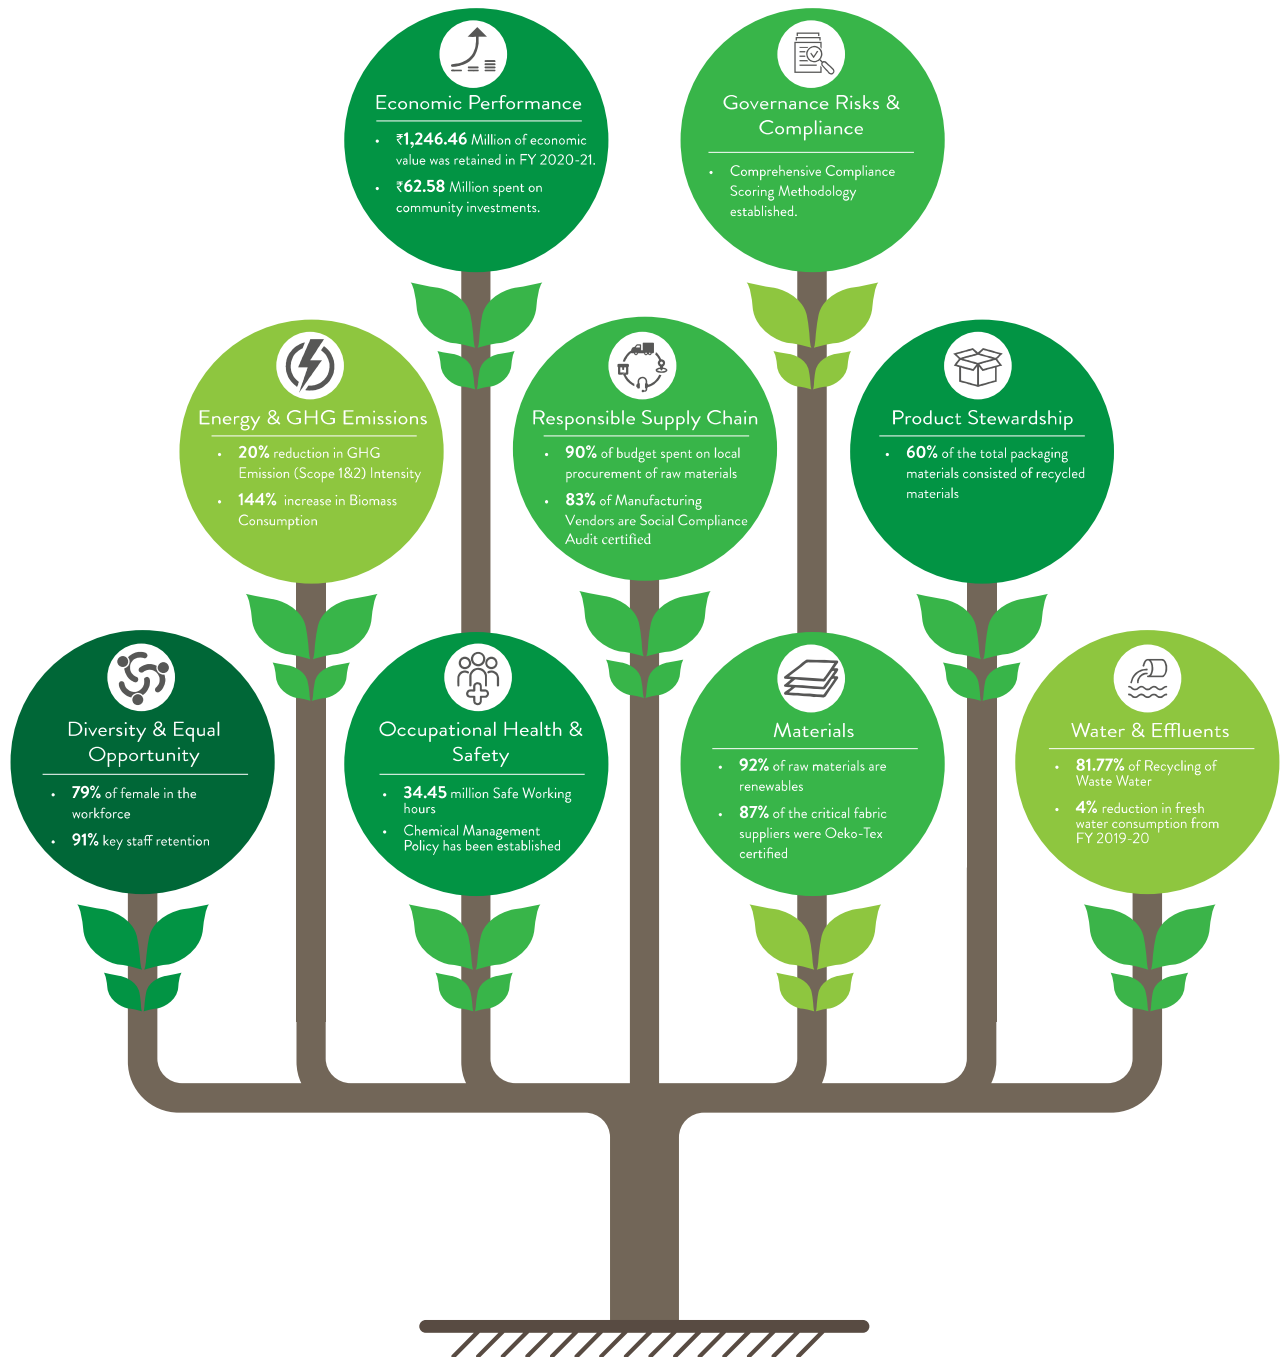 Economic Performance
• ₹1,246.46 Million of economic
value was retained in FY 2020-21.
• ₹62.58 Million spent on
community investments.
Governance Risks &
Compliance
• Comprehensive Compliance
Scoring Methodology
established.
Energy & GHG Emissions
• 20% reduction in GHG
Emission (Scope 1&2) Intensity
• 144% increase in Biomass
Consumption
Responsible Supply Chain
• 90% of budget spent on local
procurement of raw materials
• 83% of Manufacturing
Vendors are Social Compliance
Audit certified
Product Stewardship
• 60% of the total packaging
materials consisted of recycled
materials
Diversity & Equal
Opportunity
• 79% of female in the
workforce
• 91% key staff retention
Occupational Health &
Safety
• 34.45 million Safe Working
hours
• Chemical Management
Policy has been established
Materials
• 92% of raw materials are
renewables
• 87% of the critical fabric
suppliers were Oeko-Tex
certified
Water & Effluents
• 81.77% of Recycling of
Waste Water
• 4% reduction in fresh
water consumption from
FY 2019-20